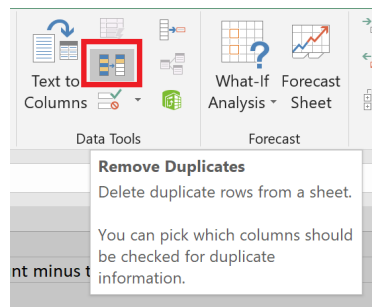 Text to
Columns
What-If
Analysis
Forecast
Sheet
Data Tools
Forecast
Remove Duplicates
Delete duplicate rows from a sheet.
You can pick which columns should
be checked for duplicate
information.
nt minus t